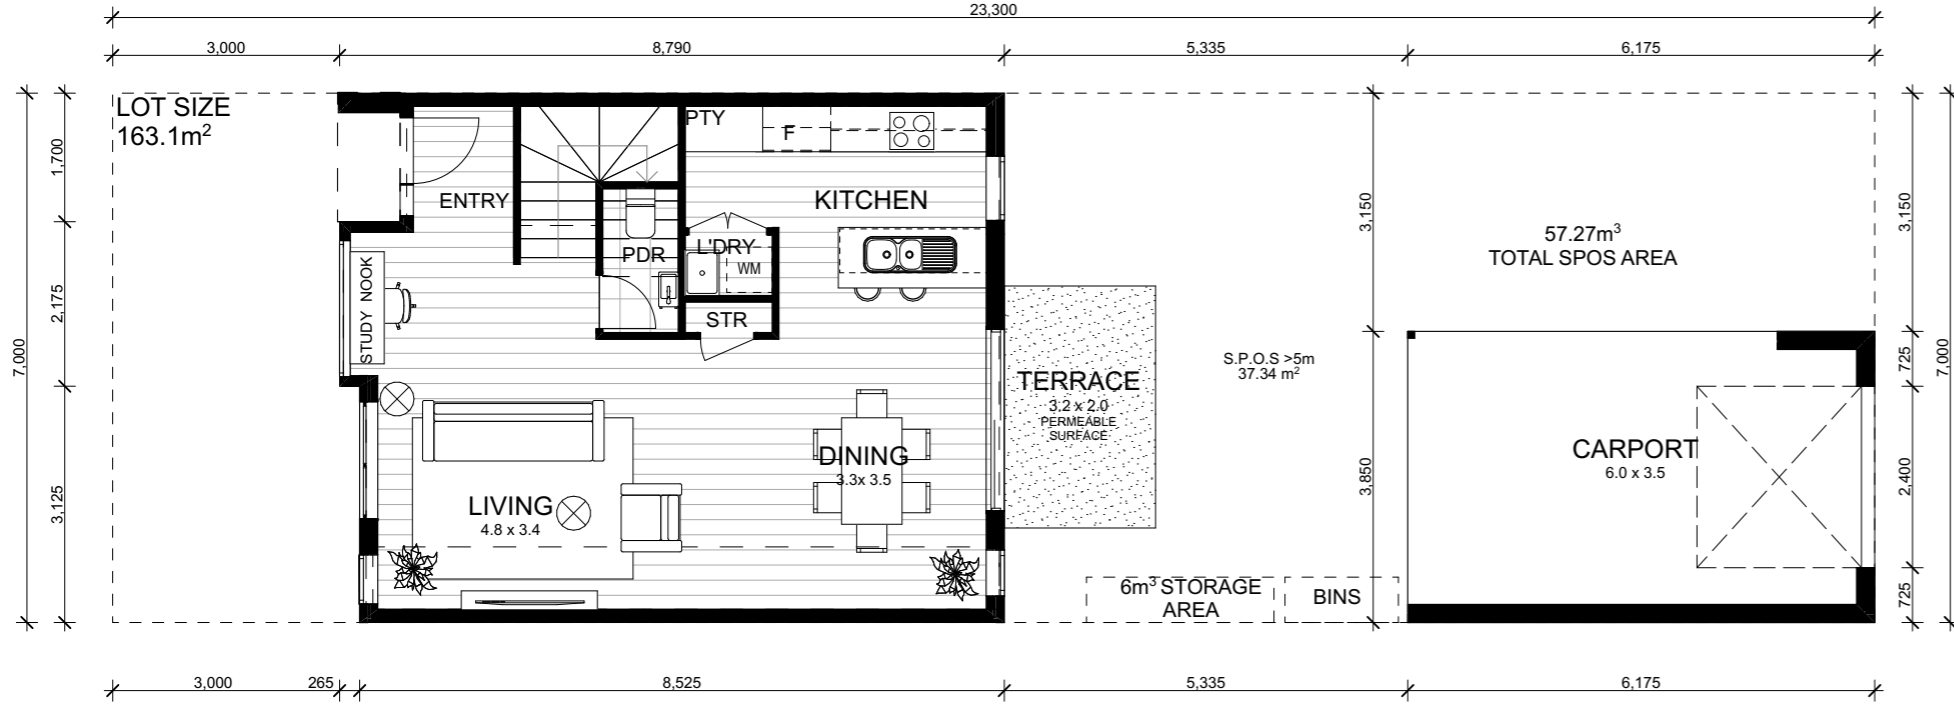 23,300
3,000
8,790
5,335
6,175
LOT SIZE
163.1m²
PTY
F
ENTRY
KITCHEN
PDR
L'DRY
WM
STR
STUDY NOOK
7,000
1,700
2,175
3,125
3,150
3,850
57.27m³
TOTAL SPOS AREA
S.P.O.S >5m
37.34 m²
TERRACE
3.2 x 2.0
PERMEABLE
SURFACE
DINING
3.3x 3.5
LIVING
4.8 x 3.4
CARPORT
6.0 x 3.5
6m³ STORAGE
AREA
BINS
3,150
725
2,400
725
7,000
3,000
265
8,525
5,335
6,175